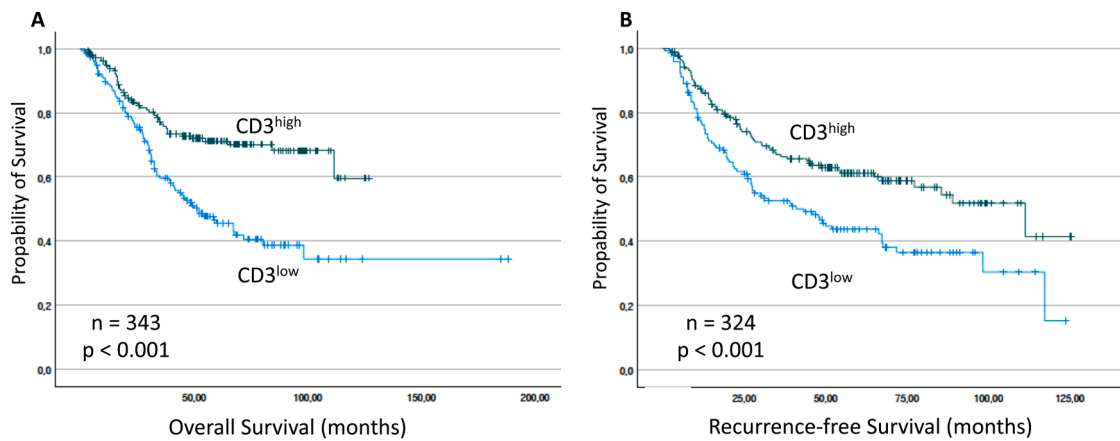 A
Propability of Survival
1,0
0,8
0,6
0,4
0,2
0,0
CD3high
CD3low
n = 343
p < 0.001
50,00 100,00 150,00 200,00
Overall Survival (months)
B
Propability of Survival
1,0
0,8
0,6
0,4
0,2
0,0
CD3high
CD3low
n = 324
p < 0.001
25,00 50,00 75,00 100,00 125,00
Recurrence-free Survival (months)